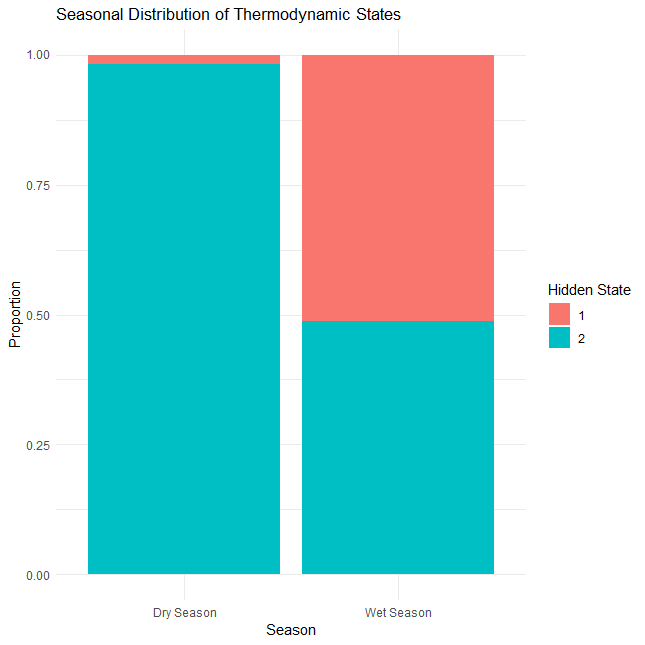 Seasonal Distribution of Thermodynamic States
1.00
0.75
0.50
0.25
0.00
Proportion
Dry Season
Wet Season
Season
Hidden State
1
2